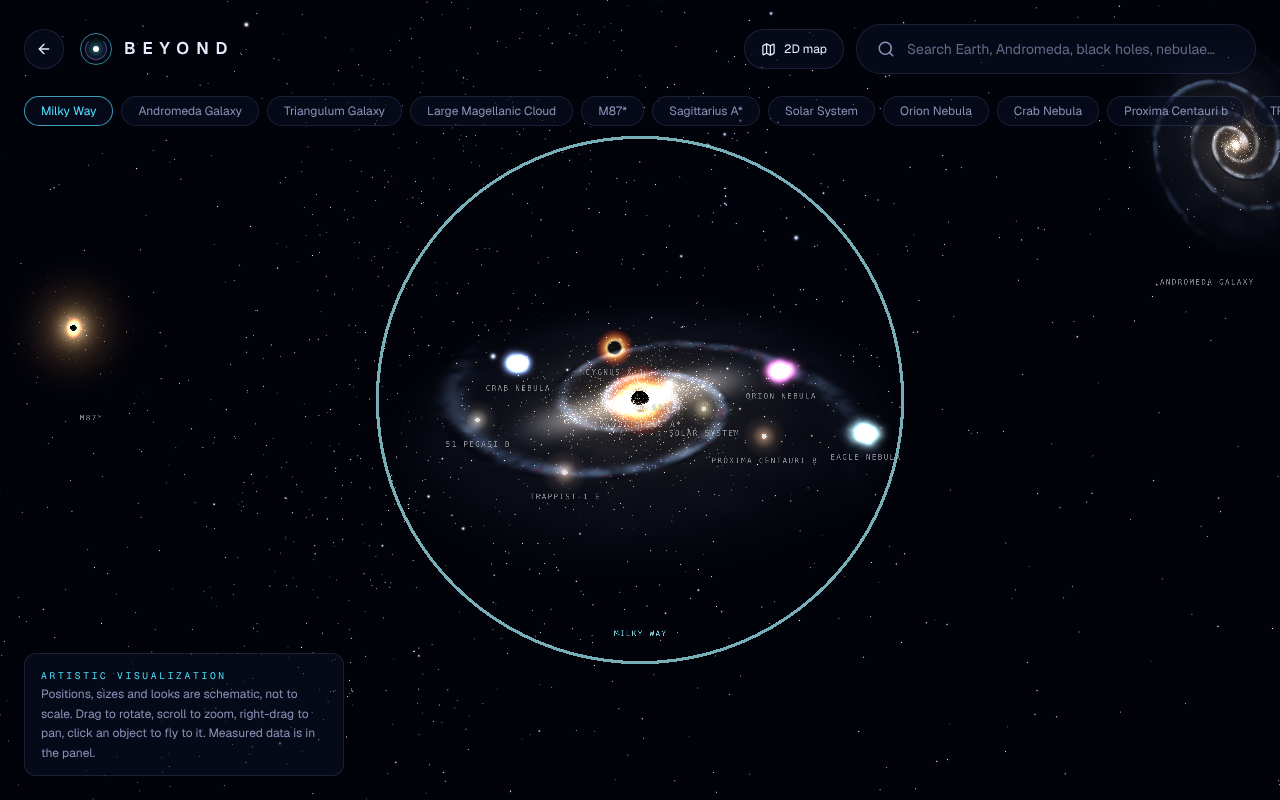 BEYOND
2D map
Search Earth, Andromeda, black holes, nebulae…
Milky Way
Andromeda Galaxy
Triangulum Galaxy
Large Magellanic Cloud
M87*
Sagittarius A*
Solar System
Orion Nebula
Crab Nebula
Proxima Centauri b
ANDROMEDA GALAXY
CYGNUS
CRAB NEBULA
ORION NEBULA
M87*
A*
SOLAR SYSTEM
51 PEGASI B
PROXIMA CENTAURI B
EAGLE NEBULA
TRAPPIST-1 E
MILKY WAY
ARTISTIC VISUALIZATION
Positions, sizes and looks are schematic, not to
scale. Drag to rotate, scroll to zoom, right-drag to
pan, click an object to fly to it. Measured data is in
the panel.